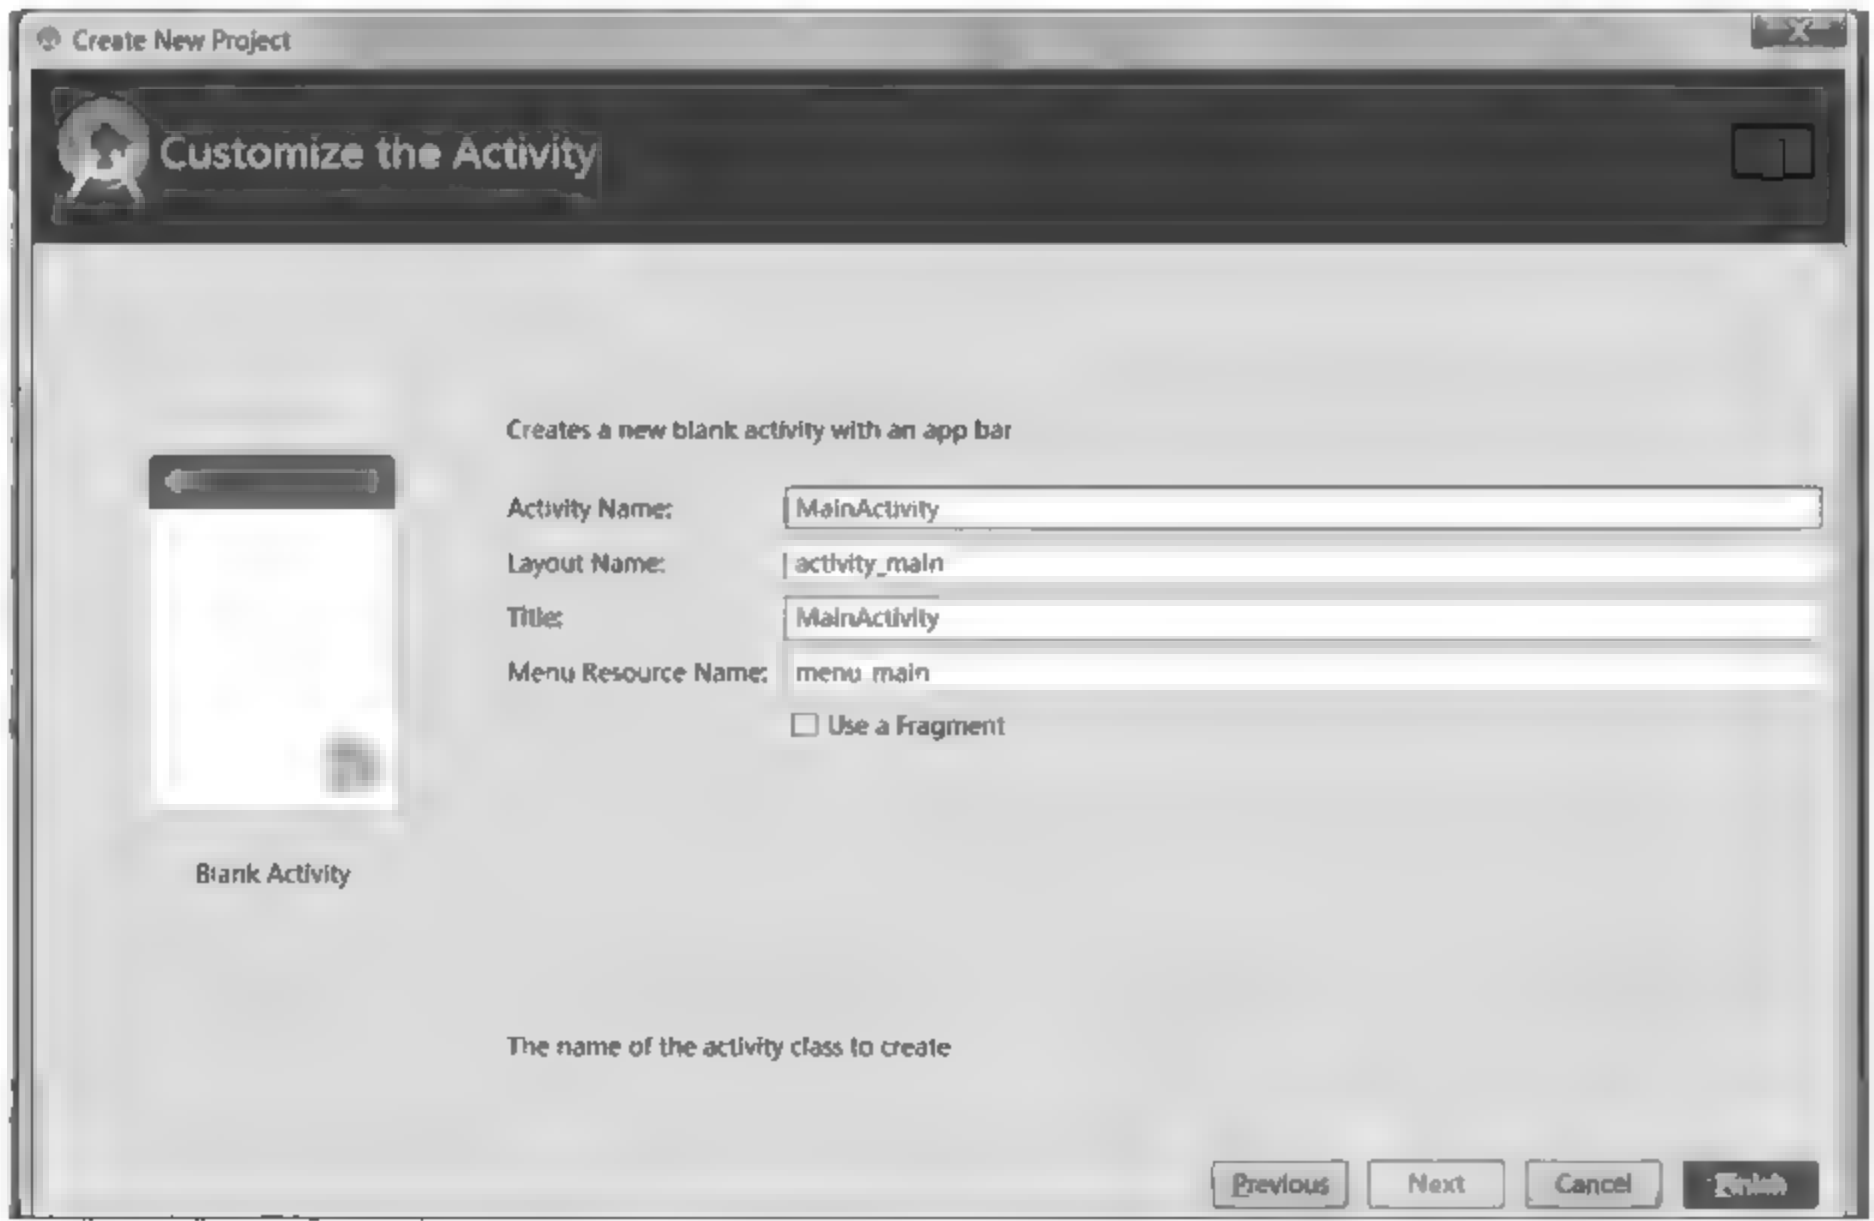 Create New Project
Customize the Activity
Creates a new blank activity with an app bar
Activity Name: MainActivity
Layout Name: activity_main
Title: MainActivity
Menu Resource Name: menu_main
Use a Fragment
Blank Activity
The name of the activity class to create
Previous Next Cancel Finish